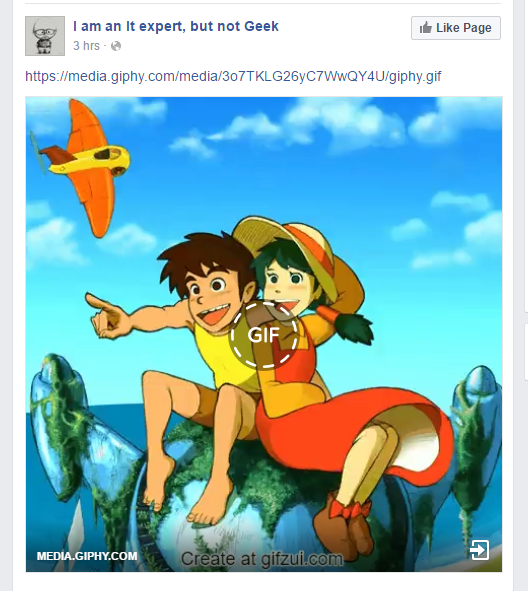 I am an It expert, but not Geek
Like Page
3 hrs ·
https://media.giphy.com/media/3o7TKLG26yC7WwQY4U/giphy.gif
GIF
MEDIA.GIPHY.COM
Create at gifzui.com